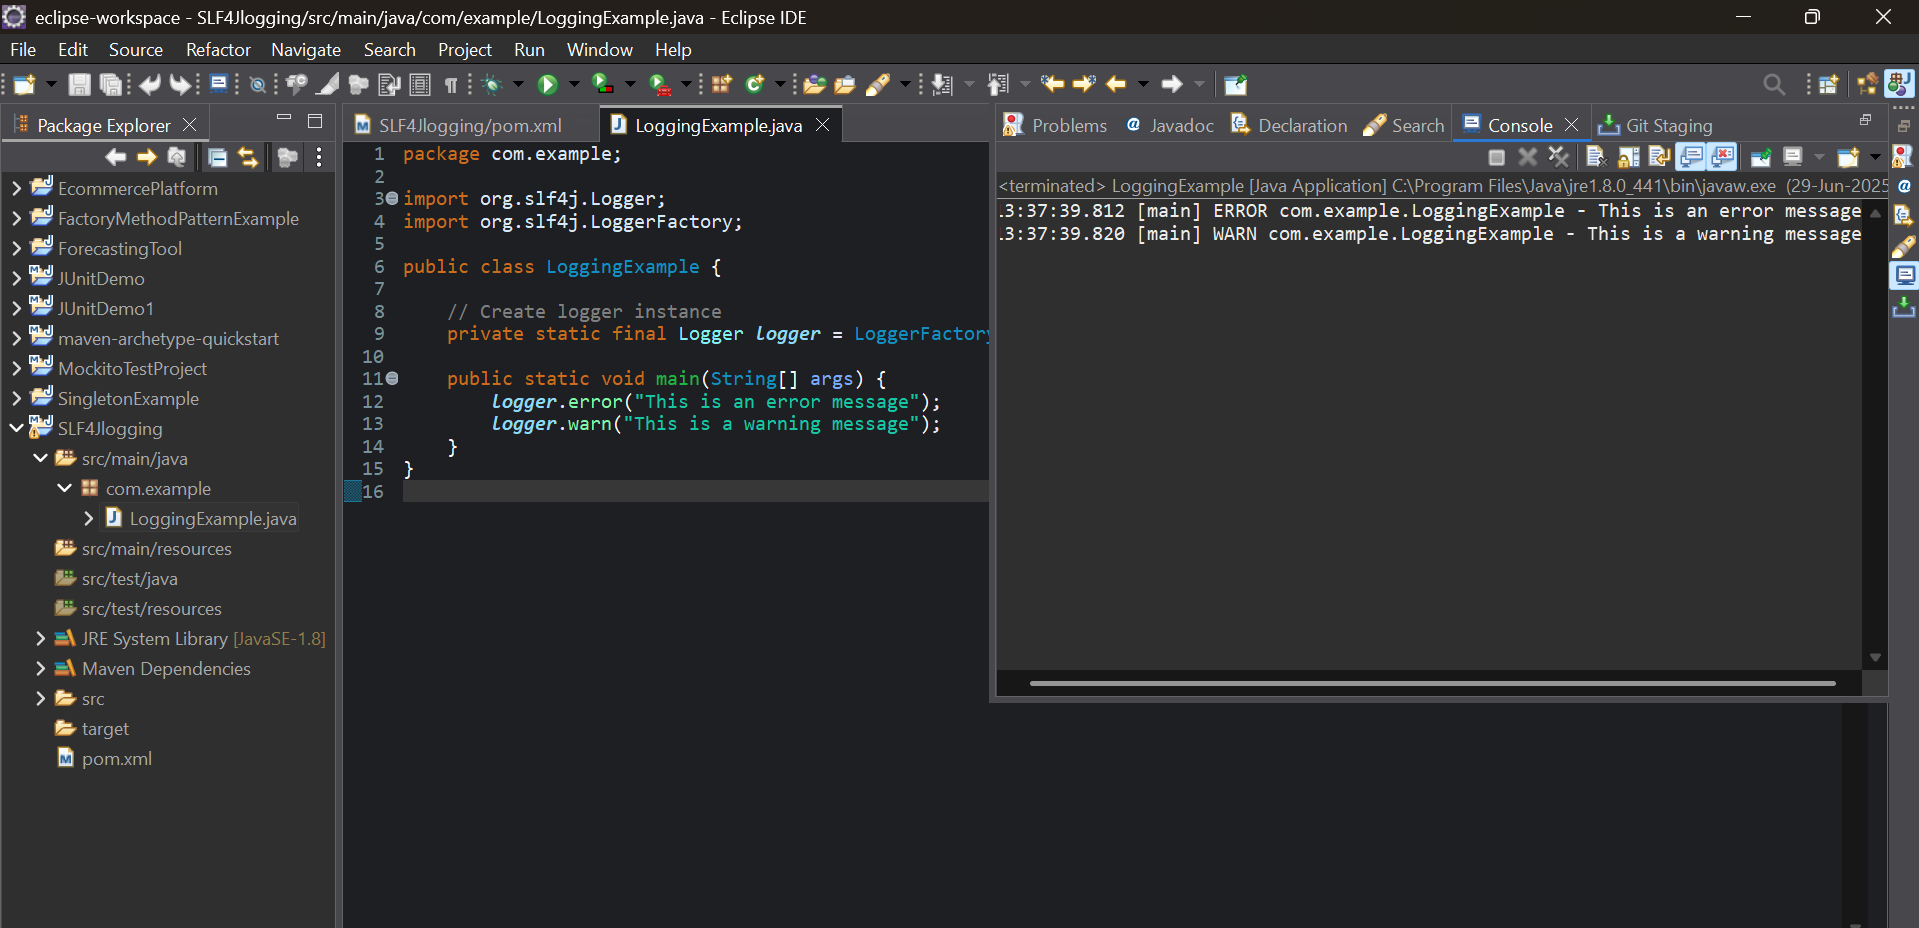 eclipse-workspace - SLF4Jlogging/src/main/java/com/example/LoggingExample.java - Eclipse IDE
File Edit Source Refactor Navigate Search Project Run Window Help
Package Explorer
EcommercePlatform
FactoryMethodPatternExample
ForecastingTool
JUnitDemo
JUnitDemo1
maven-archetype-quickstart
MockitoTestProject
SingletonExample
SLF4Jlogging
src/main/java
com.example
LoggingExample.java
src/main/resources
src/test/java
src/test/resources
JRE System Library [JavaSE-1.8]
Maven Dependencies
src
target
pom.xml
SLF4Jlogging/pom.xml LoggingExample.java
1 package com.example;
2
3 import org.slf4j.Logger;
4 import org.slf4j.LoggerFactory;
5
6 public class LoggingExample {
7
8 // Create logger instance
9 private static final Logger logger = LoggerFactory
10
11 public static void main(String[] args) {
12 logger.error("This is an error message");
13 logger.warn("This is a warning message");
14 }
15 }
16
Problems Javadoc Declaration Search Console Git Staging
<terminated> LoggingExample [Java Application] C:\Program Files\Java\jre1.8.0_441\bin\javaw.exe (29-Jun-2025
3:37:39.812 [main] ERROR com.example.LoggingExample - This is an error message
3:37:39.820 [main] WARN com.example.LoggingExample - This is a warning message